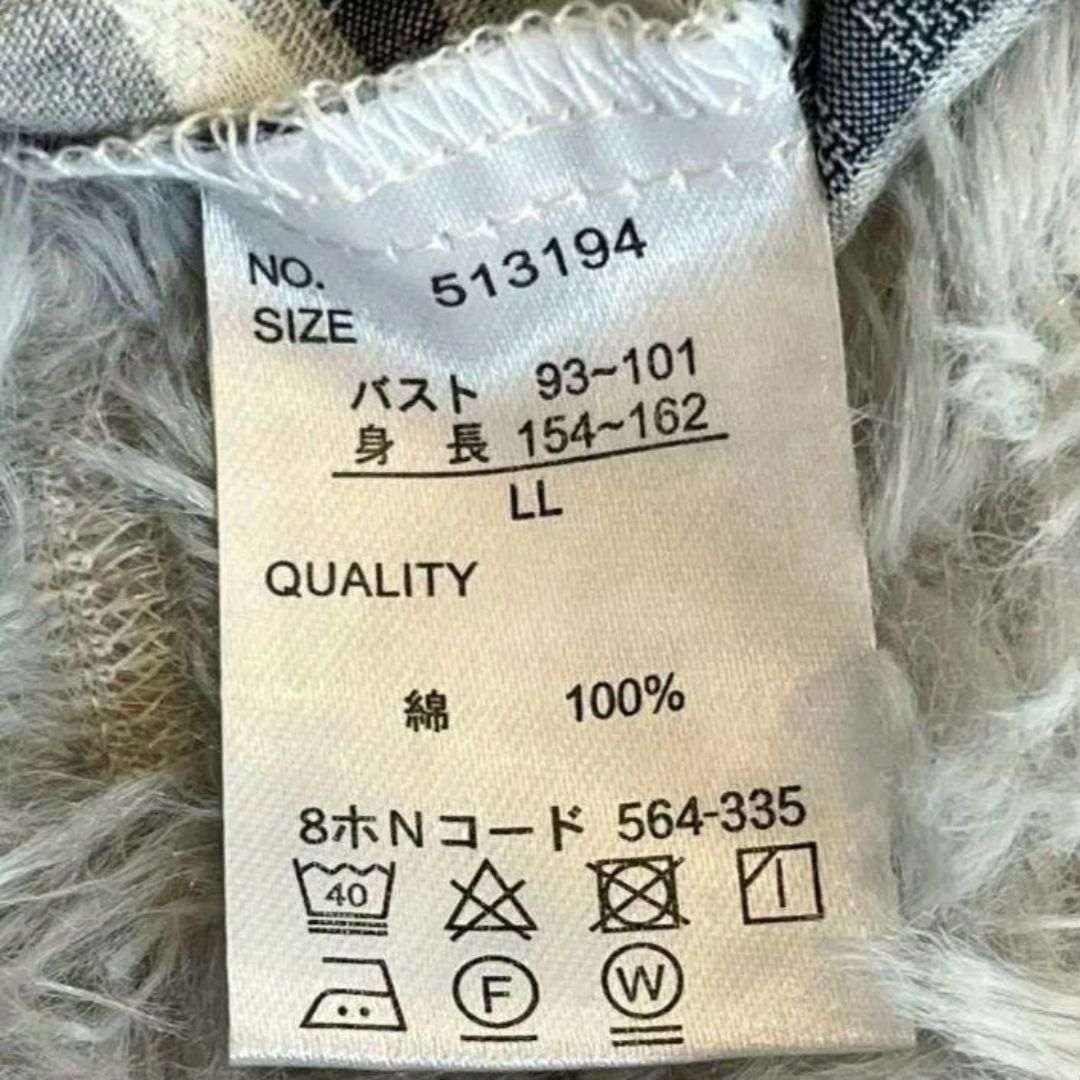 NO. 513194
SIZE
バスト 93~101
身 長 154~162
LL
QUALITY
綿 100%
8ホNコード 564-335
40
F W